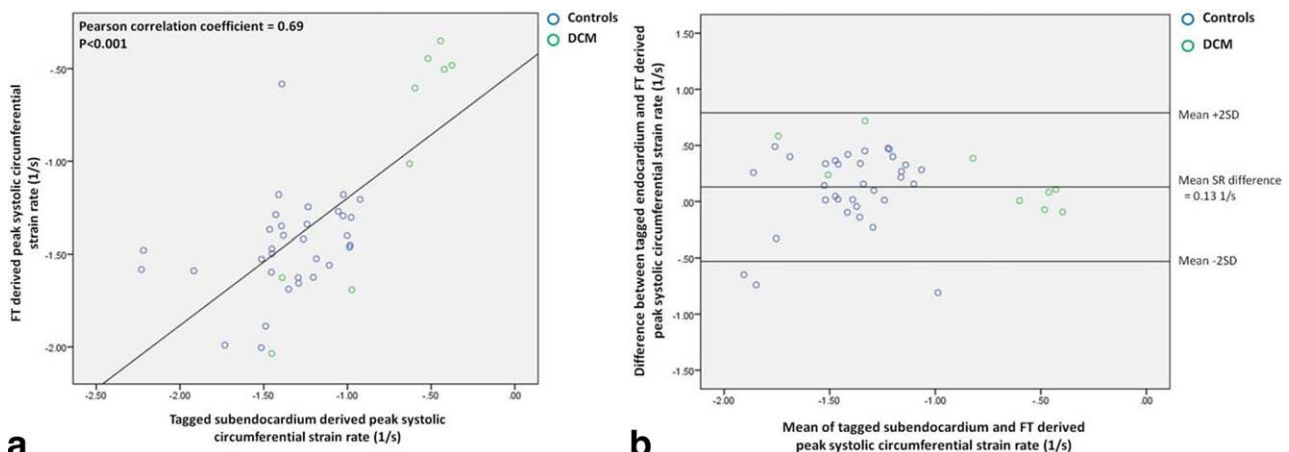 Pearson correlation coefficient = 0.69
P<0.001
Controls
DCM
FT derived peak systolic circumferential
strain rate (1/s)
-.50
-1.00
-1.50
-2.00
-2.50
-2.00
-1.50
-1.00
-.50
.00
Tagged subendocardium derived peak systolic
circumferential strain rate (1/s)
a
Controls
DCM
Difference between tagged endocardium and FT derived
peak systolic circumferential strain rate (1/s)
1.50
1.00
.50
.00
-.50
-1.00
-1.50
Mean +2SD
Mean SR difference
= 0.13 1/s
Mean -2SD
-2.00
-1.50
-1.00
-.50
.00
Mean of tagged subendocardium and FT derived
peak systolic circumferential strain rate (1/s)
b